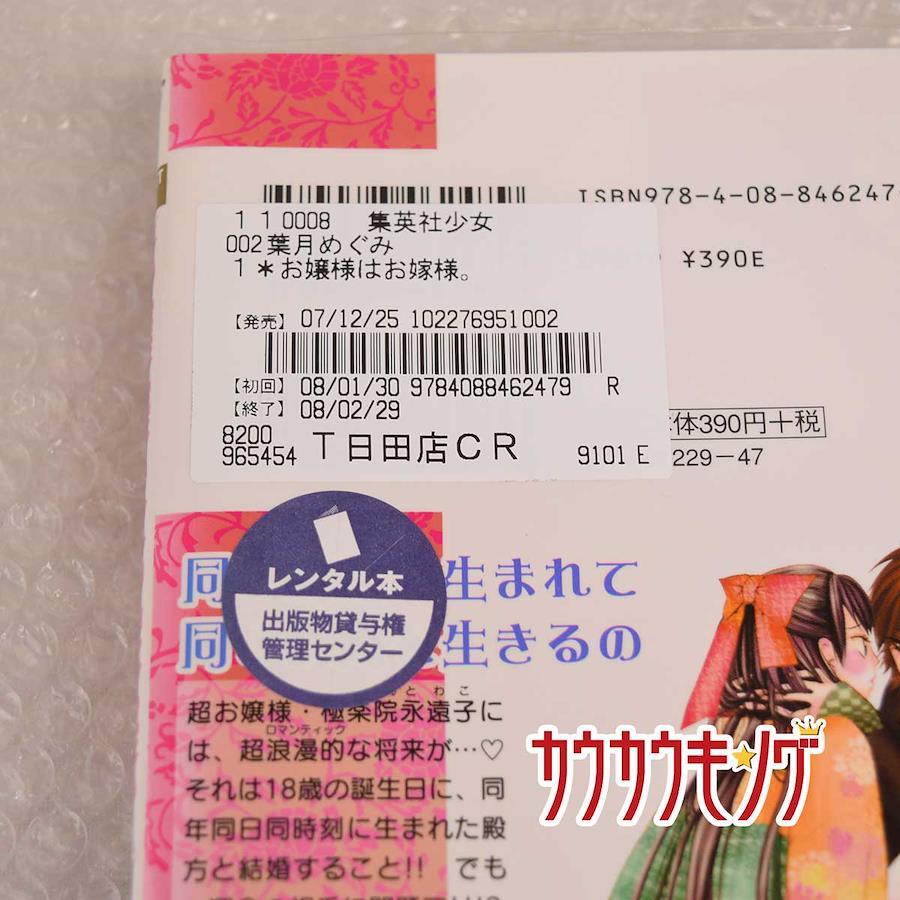 ISBN978-4-08-846247-
110008 集英社少女
002葉月めぐみ
1*お嬢様はお嫁様。
¥390E
【発売】 07/12/25 102276951002
【初回】 08/01/30 9784088462479 R
【終了】 08/02/29
8200
965454 T日田店CR 9101 E
体390円+税
229-47
レンタル本
出版物貸与権
管理センター
同 生まれて
同 生きるの
とわこ
超お嬢様・極楽院永遠子に
ロマンティック
は、超浪漫的な将来が…♡
それは18歳の誕生日に、同
年同日同時刻に生まれた殿
方と結婚すること!! でも
カウカウキング